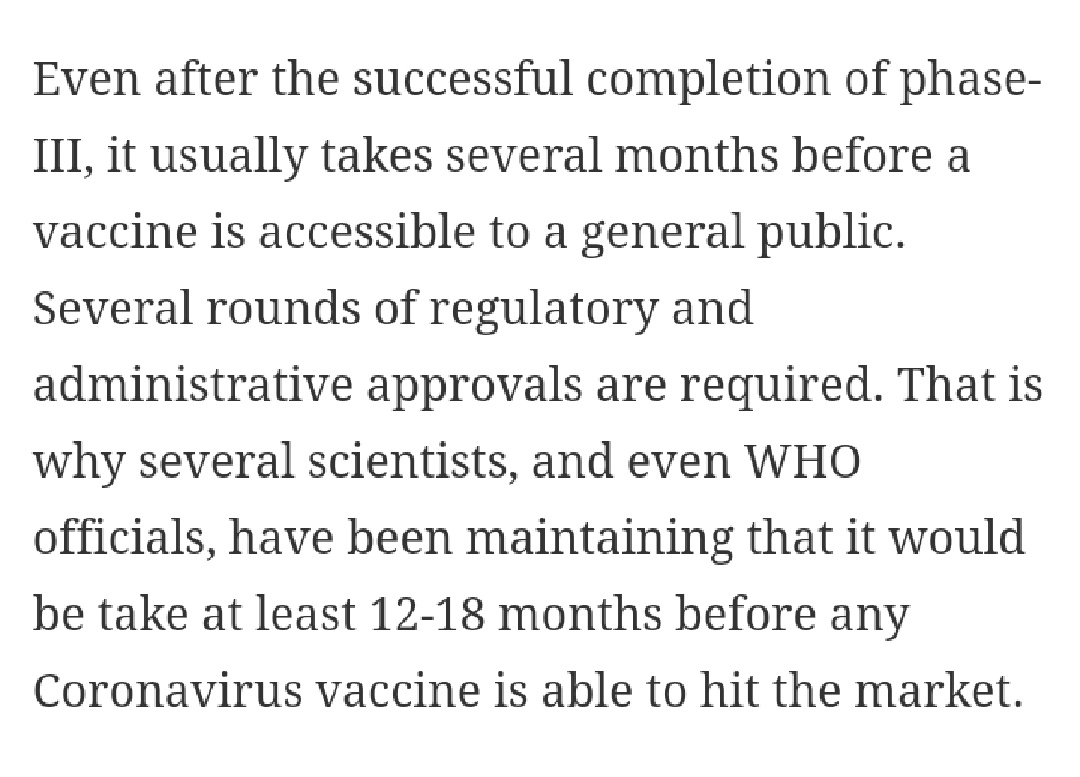 Even after the successful completion of phase-
III, it usually takes several months before a
vaccine is accessible to a general public.
Several rounds of regulatory and
administrative approvals are required. That is
why several scientists, and even WHO
officials, have been maintaining that it would
be take at least 12-18 months before any
Coronavirus vaccine is able to hit the market.